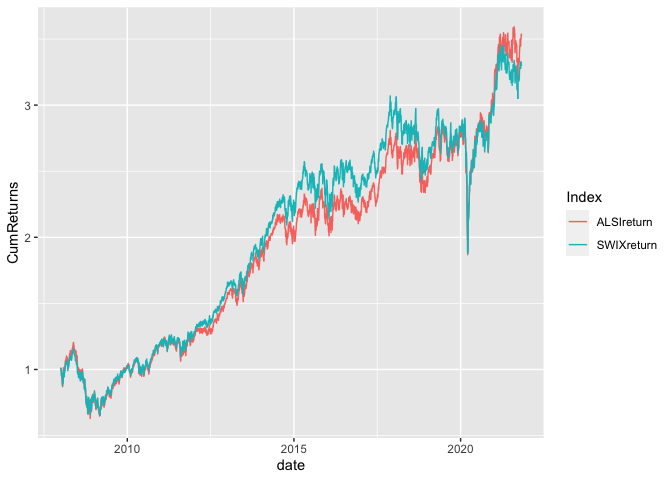 CumReturns
3
2
1
2010
2015
2020
date
Index
ALSIreturn
SWIXreturn